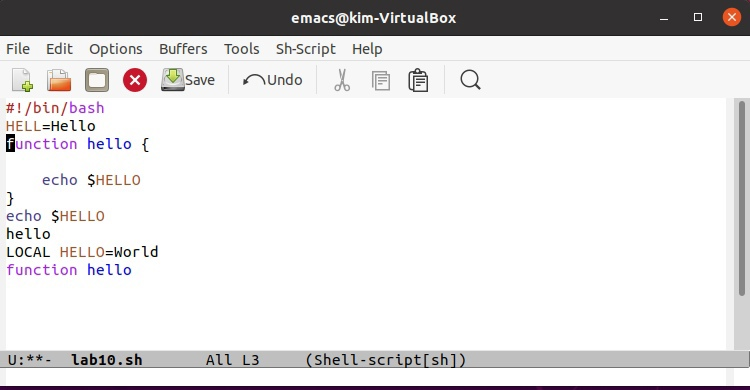 emacs@kim-VirtualBox
File Edit Options Buffers Tools Sh-Script Help
Save Undo
#!/bin/bash
HELL=Hello
function hello {
    echo $HELLO
}
echo $HELLO
hello
LOCAL HELLO=World
function hello
U:**-  lab10.sh       All L3     (Shell-script[sh])